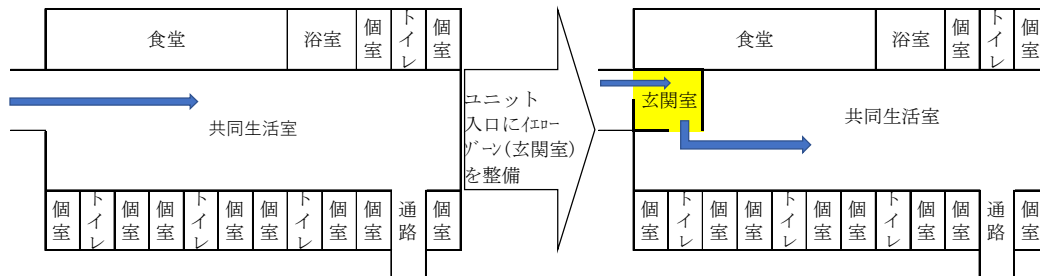 食堂
浴室
個室
トイレ
個室
共同生活室
個室
トイレ
個室
個室
トイレ
個室
個室
トイレ
個室
個室
通路
個室
ユニット
入口にイエロー
ゾーン(玄関室)
を整備
食堂
浴室
個室
トイレ
個室
玄関室
共同生活室
個室
トイレ
個室
個室
トイレ
個室
個室
トイレ
個室
個室
通路
個室